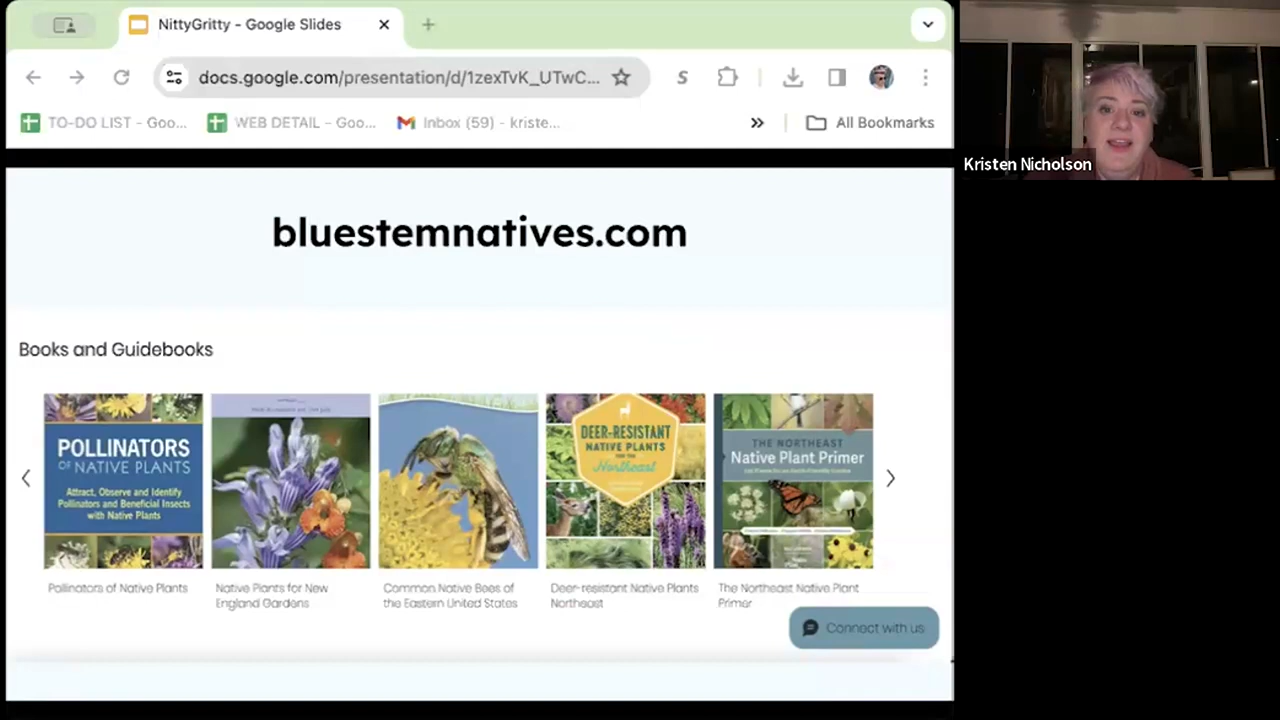 NittyGritty - Google Slides
docs.google.com/presentation/d/1zexTvK_UTwC...
TO-DO LIST - Goo...
WEB DETAIL - Goo...
Inbox (59) - kriste...
All Bookmarks
Kristen Nicholson
bluestemnatives.com
Books and Guidebooks
POLLINATORS
OF NATIVE PLANTS
Attract, Observe and Identify
Pollinators and Beneficial Insects
with Native Plants
DEER-RESISTANT
NATIVE PLANTS
FOR THE
Northeast
THE NORTHEAST
Native Plant Primer
Pollinators of Native Plants
Native Plants for New
England Gardens
Common Native Bees of
the Eastern United States
Deer-resistant Native Plants
Northeast
The Northeast Native Plant
Primer
Connect with us